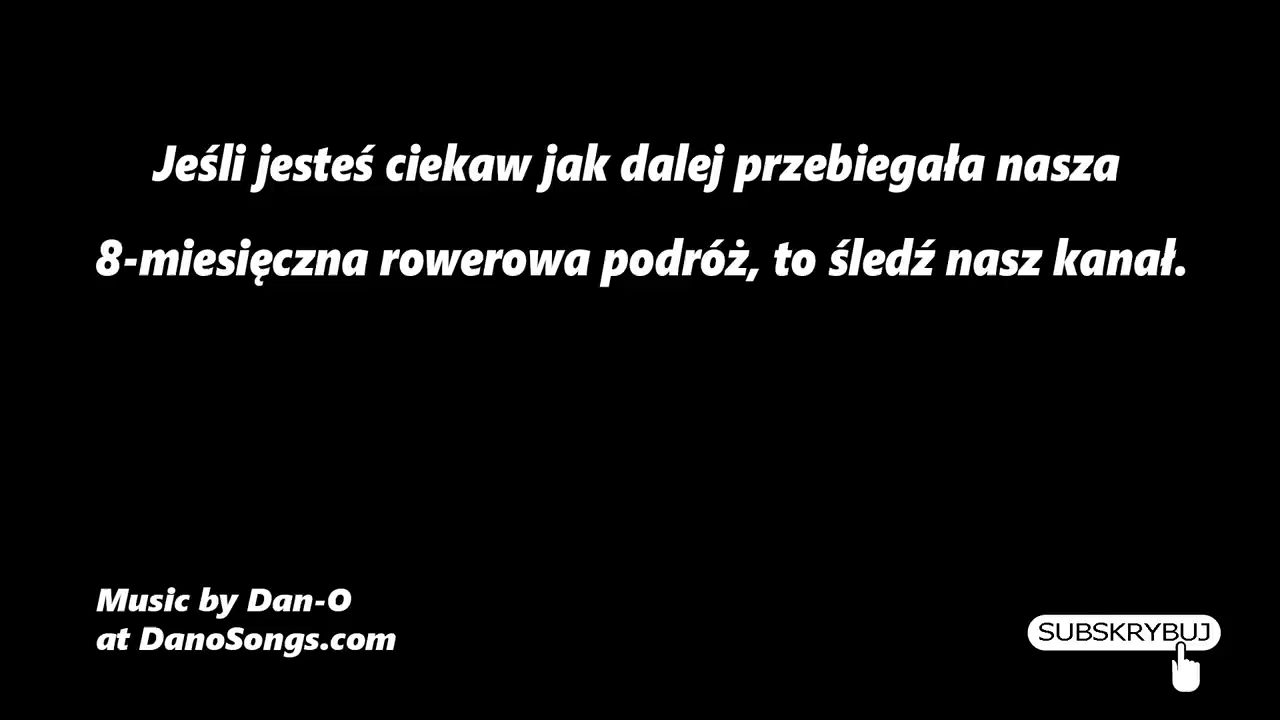 Jeśli jesteś ciekaw jak dalej przebiegała nasza
8-miesięczna rowerowa podróż, to śledź nasz kanał.
Music by Dan-O
at DanoSongs.com
SUBSKRYBUJ